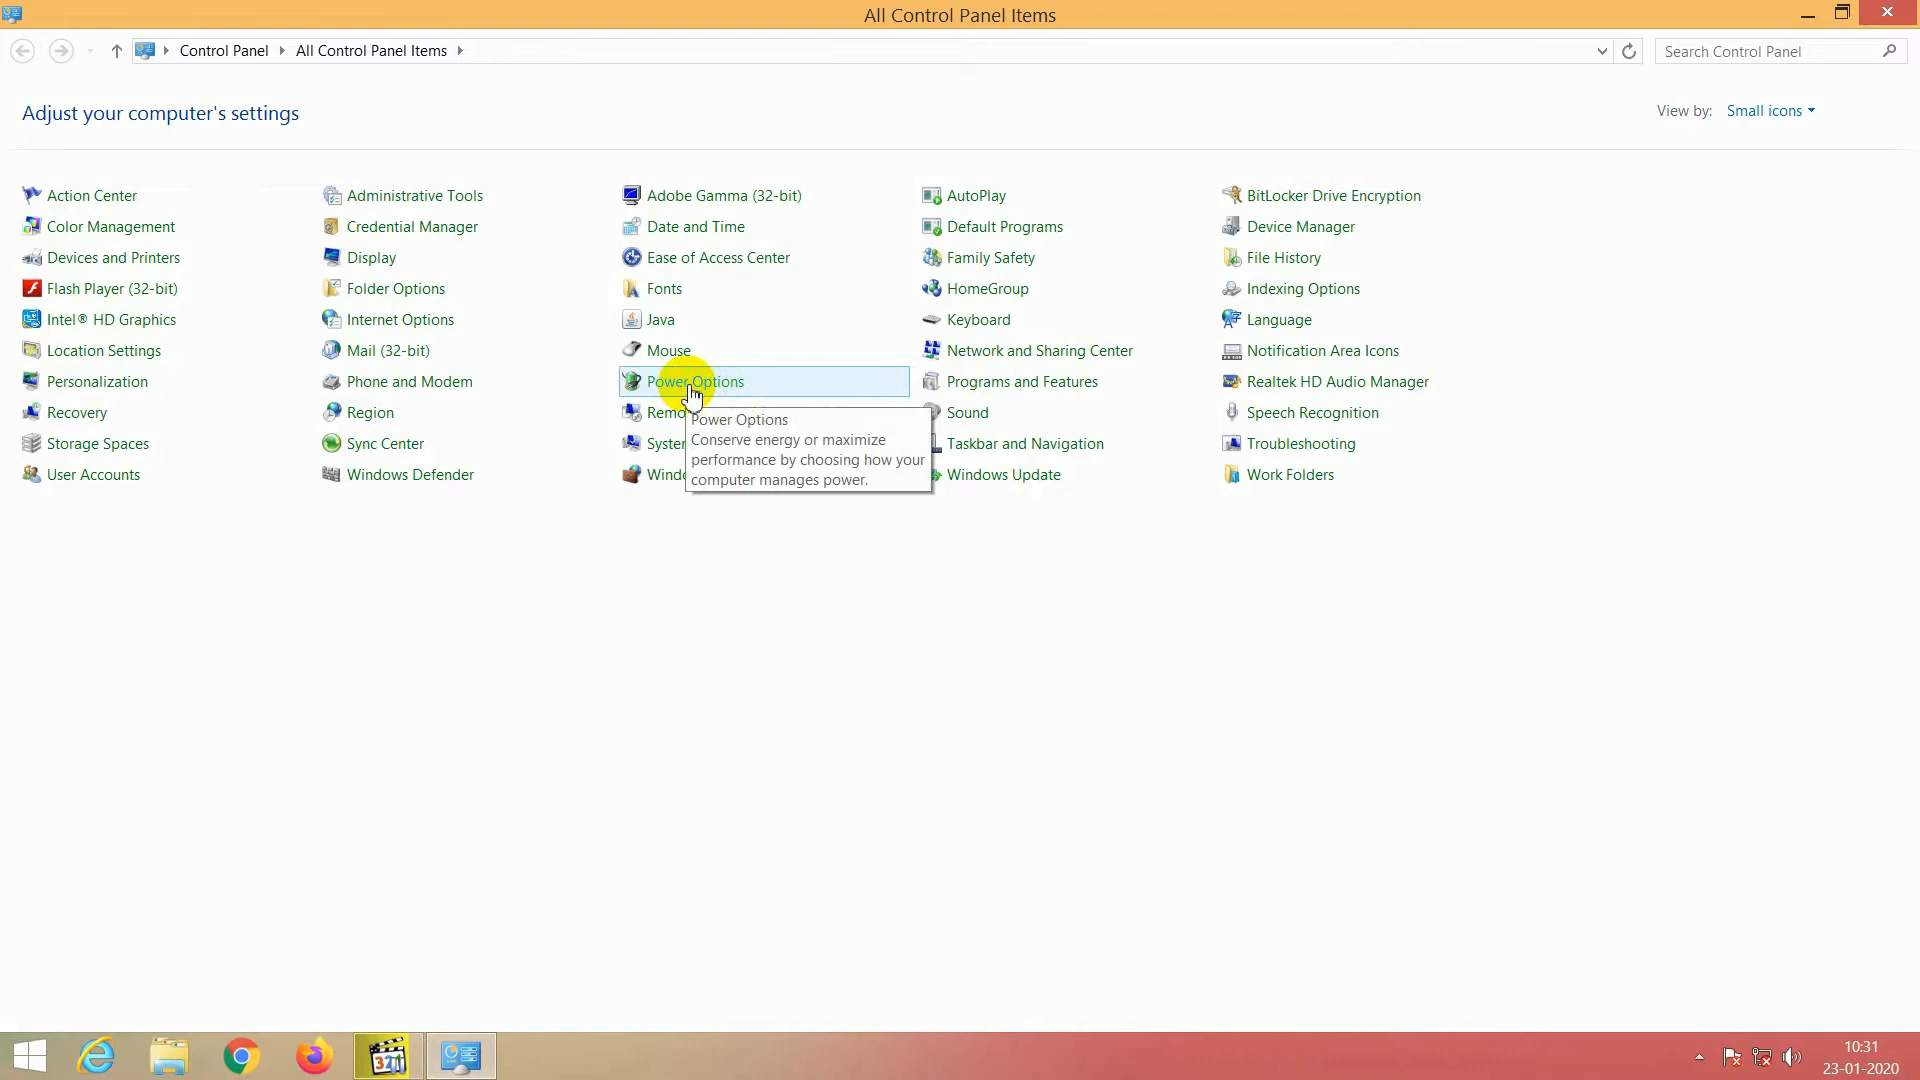 All Control Panel Items
Control Panel
All Control Panel Items
Search Control Panel
Adjust your computer's settings
View by: Small icons
Action Center
Administrative Tools
Adobe Gamma (32-bit)
AutoPlay
BitLocker Drive Encryption
Color Management
Credential Manager
Date and Time
Default Programs
Device Manager
Devices and Printers
Display
Ease of Access Center
Family Safety
File History
Flash Player (32-bit)
Folder Options
Fonts
HomeGroup
Indexing Options
Intel® HD Graphics
Internet Options
Java
Keyboard
Language
Location Settings
Mail (32-bit)
Mouse
Network and Sharing Center
Notification Area Icons
Personalization
Phone and Modem
Power Options
Programs and Features
Realtek HD Audio Manager
Recovery
Region
Remo
Sound
Speech Recognition
Storage Spaces
Sync Center
Syster
Taskbar and Navigation
Troubleshooting
User Accounts
Windows Defender
Windo
Windows Update
Work Folders
Power Options
Conserve energy or maximize
performance by choosing how your
computer manages power.
321
10:31
23-01-2020